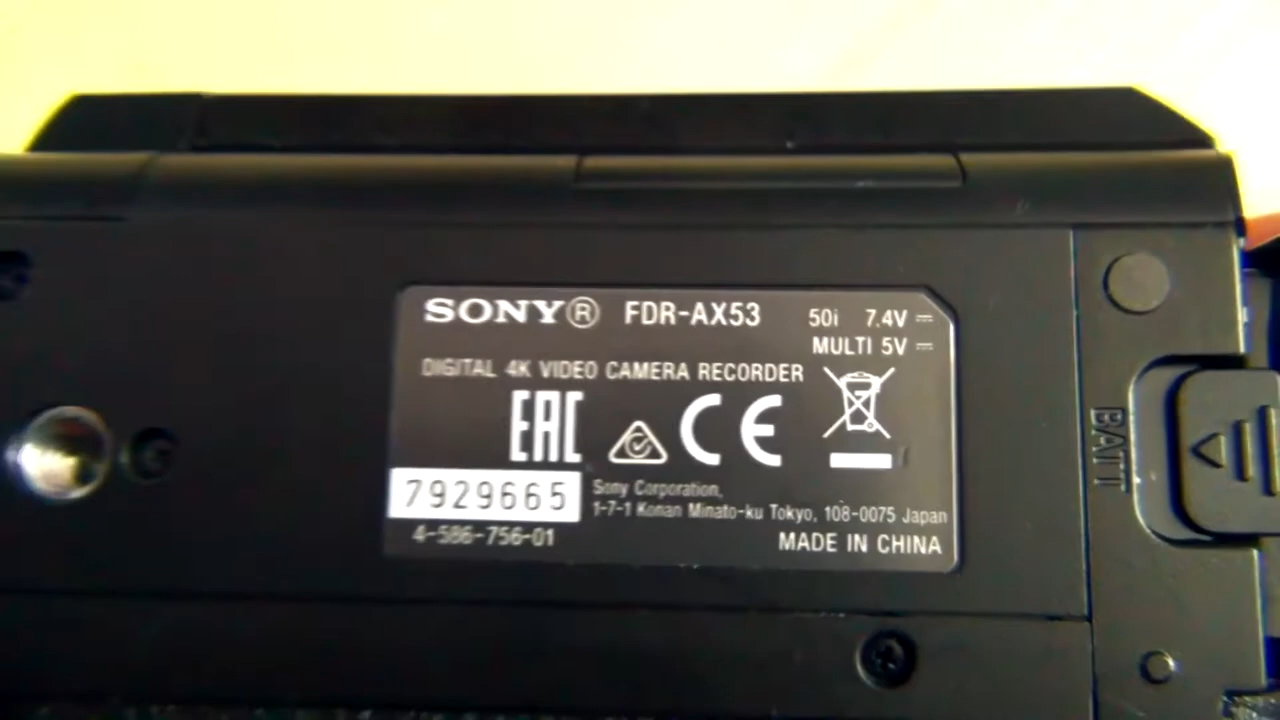 SONY® FDR-AX53 50i 7.4V ⎓
MULTI 5V ⎓
DIGITAL 4K VIDEO CAMERA RECORDER
EAC CE
7929665
Sony Corporation,
1-7-1 Konan Minato-ku Tokyo, 108-0075 Japan
4-586-756-01
MADE IN CHINA
BATT